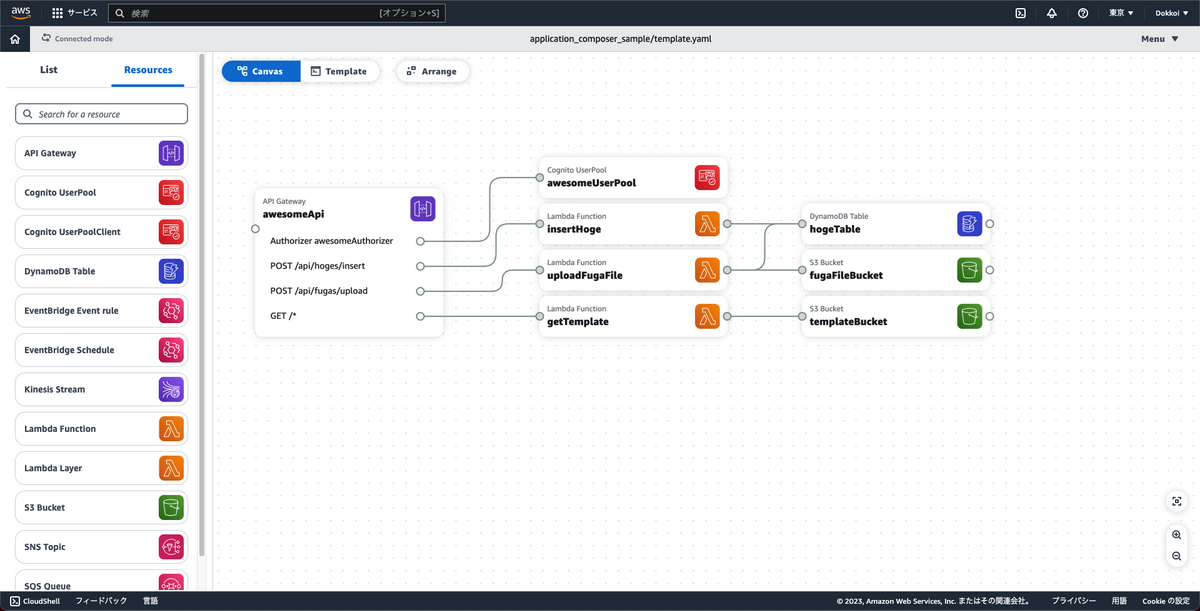 aws
サービス
検索
[オプション+S]
東京 ▼
Dokkoi ▼
Connected mode
application_composer_sample/template.yaml
Menu ▼
List
Resources
Canvas
Template
Arrange
Search for a resource
API Gateway
Cognito UserPool
Cognito UserPoolClient
DynamoDB Table
EventBridge Event rule
EventBridge Schedule
Kinesis Stream
Lambda Function
Lambda Layer
S3 Bucket
SNS Topic
SQS Queue
API Gateway
awesomeApi
Authorizer awesomeAuthorizer
POST /api/hoges/insert
POST /api/fugas/upload
GET /*
Cognito UserPool
awesomeUserPool
Lambda Function
insertHoge
Lambda Function
uploadFugaFile
Lambda Function
getTemplate
DynamoDB Table
hogeTable
S3 Bucket
fugaFileBucket
S3 Bucket
templateBucket
CloudShell
フィードバック
言語
© 2023, Amazon Web Services, Inc. またはその関連会社。
プライバシー
用語
Cookie の設定